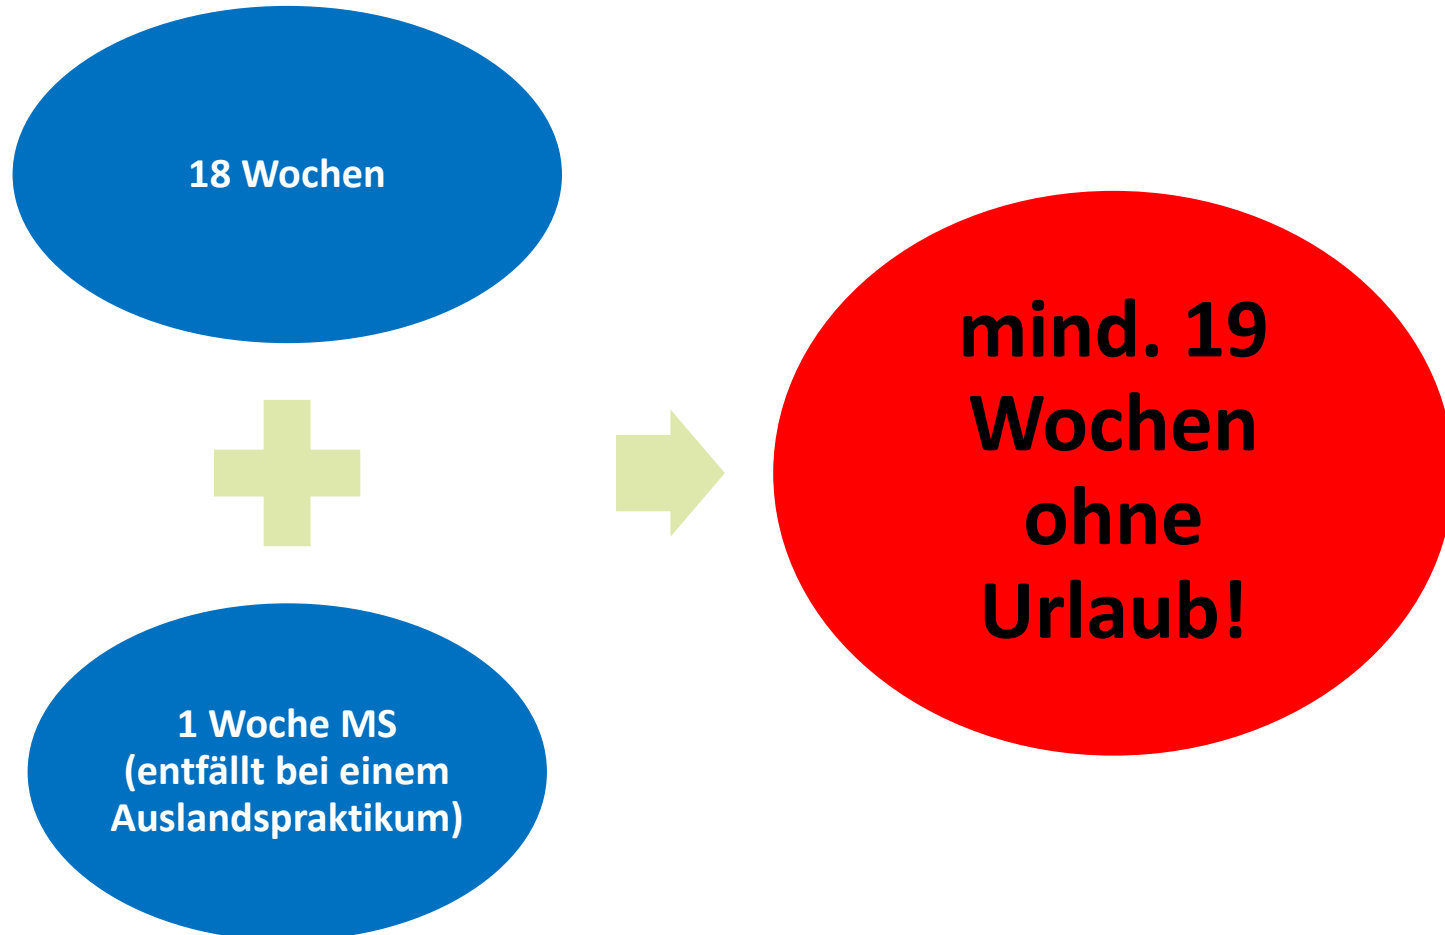 18 Wochen
1 Woche MS
(entfällt bei einem
Auslandspraktikum)
mind. 19
Wochen
ohne
Urlaub!